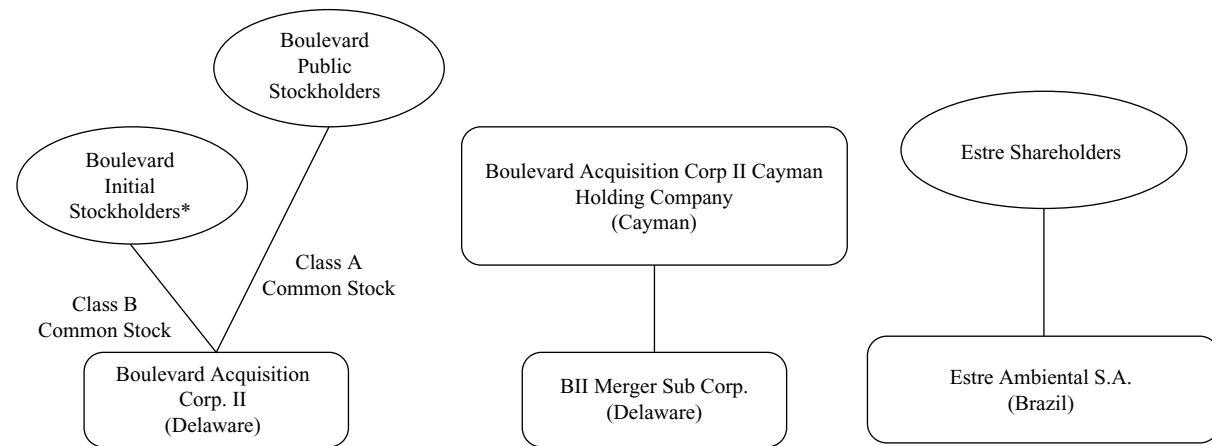 Boulevard
Public
Stockholders
Boulevard
Initial
Stockholders*
Class A
Common Stock
Class B
Common Stock
Boulevard Acquisition
Corp. II
(Delaware)
Boulevard Acquisition Corp II Cayman
Holding Company
(Cayman)
BII Merger Sub Corp.
(Delaware)
Estre Shareholders
Estre Ambiental S.A.
(Brazil)